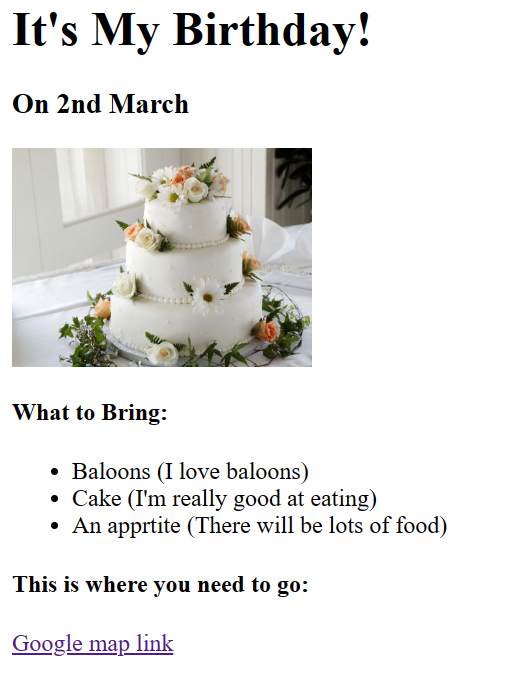 It's My Birthday!
On 2nd March
What to Bring:
Baloons (I love baloons)
Cake (I'm really good at eating)
An apprtite (There will be lots of food)
This is where you need to go:
Google map link